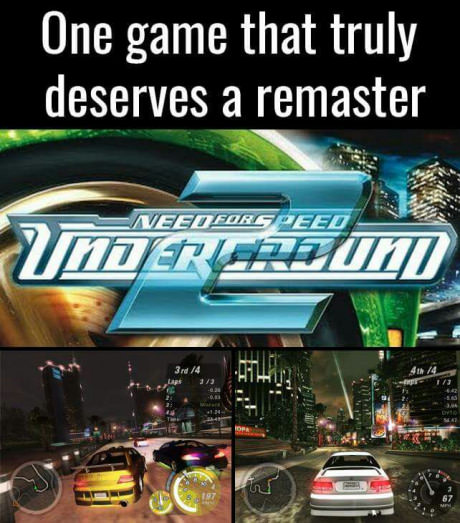 One game that truly
deserves a remaster
NEED FOR SPEED
UNDERGROUND
2
3rd /4
Laps 3 / 3
197
4th /4
Laps 1 / 3
67
MPH